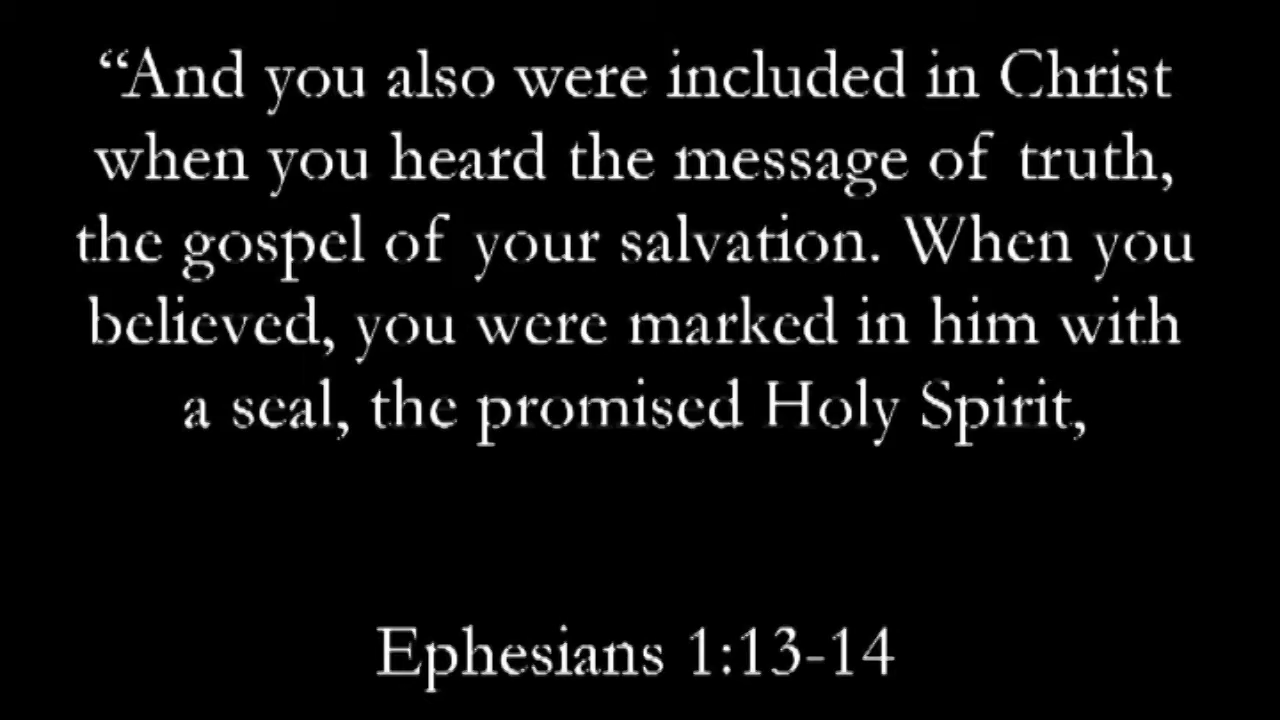 “And you also were included in Christ
when you heard the message of truth,
the gospel of your salvation. When you
believed, you were marked in him with
a seal, the promised Holy Spirit,
Ephesians 1:13-14